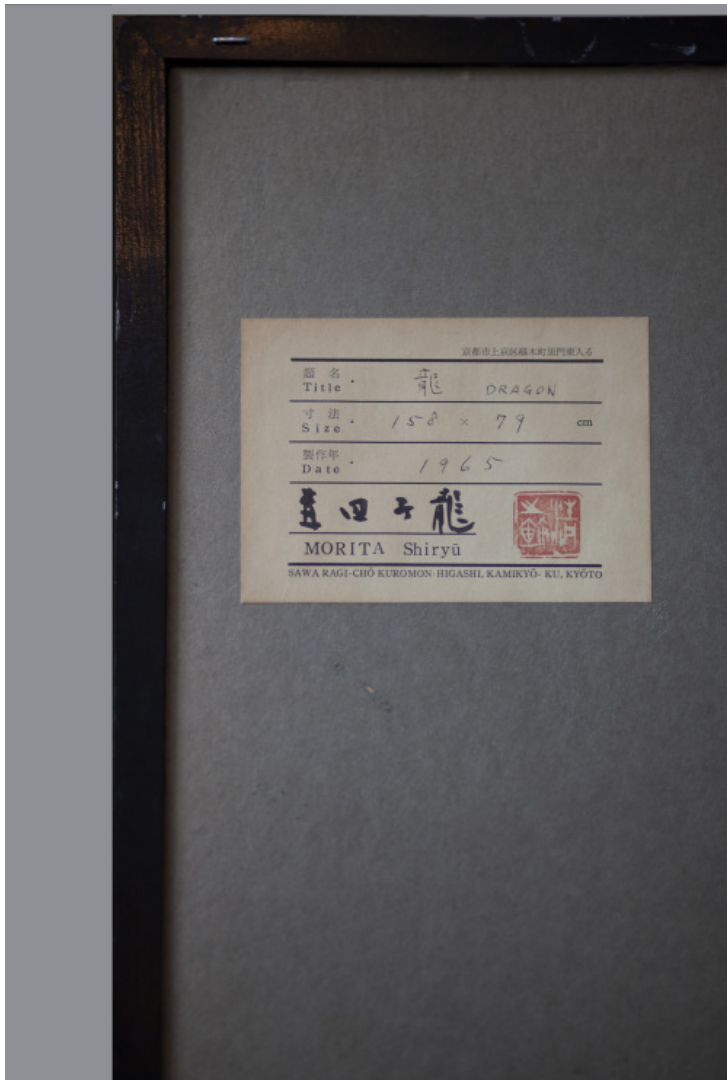 京都市上京区椹木町黒門東入る
題名
Title · 龍 DRAGON
寸法
Size · 158 × 79 cm
製作年
Date · 1965
森田子龍
MORITA Shiryū
SAWA RAGI-CHŌ KUROMON-HIGASHI, KAMIKYŌ- KU, KYŌTO